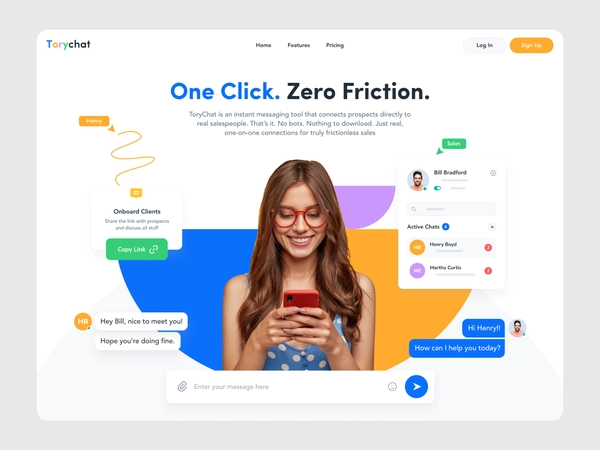 Torychat
Home
Features
Pricing
Log In
Sign Up
One Click. Zero Friction.
ToryChat is an instant messaging tool that connects prospects directly to
real salespeople. That's it. No bots. Nothing to download. Just real,
one-on-one connections for truly frictionless sales
Henry
Onboard Clients
Share the link with prospects
and discuss all stuff
Copy Link
Sales
Bill Bradford
Active Chats 4
HB Henry Boyd 2
HC Martha Curtis 2
HB
Hey Bill, nice to meet you!
Hope you're doing fine.
Hi Henry!!
How can I help you today?
Enter your message here